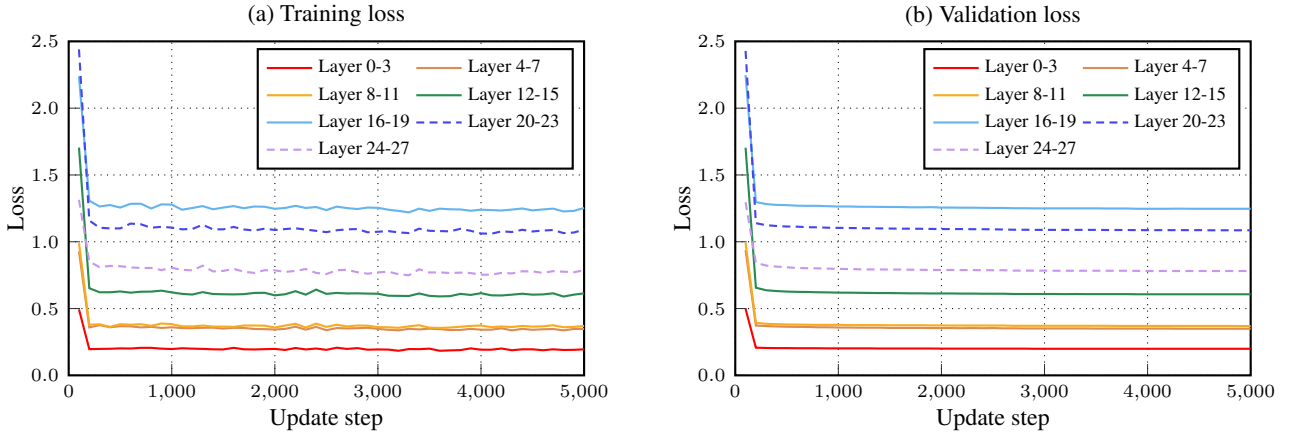 (a) Training loss
2.5
2.0
1.5
1.0
0.5
0.0
0
1,000
2,000
3,000
4,000
5,000
Loss
Update step
Layer 0-3
Layer 4-7
Layer 8-11
Layer 12-15
Layer 16-19
Layer 20-23
Layer 24-27
(b) Validation loss
2.5
2.0
1.5
1.0
0.5
0.0
0
1,000
2,000
3,000
4,000
5,000
Loss
Update step
Layer 0-3
Layer 4-7
Layer 8-11
Layer 12-15
Layer 16-19
Layer 20-23
Layer 24-27